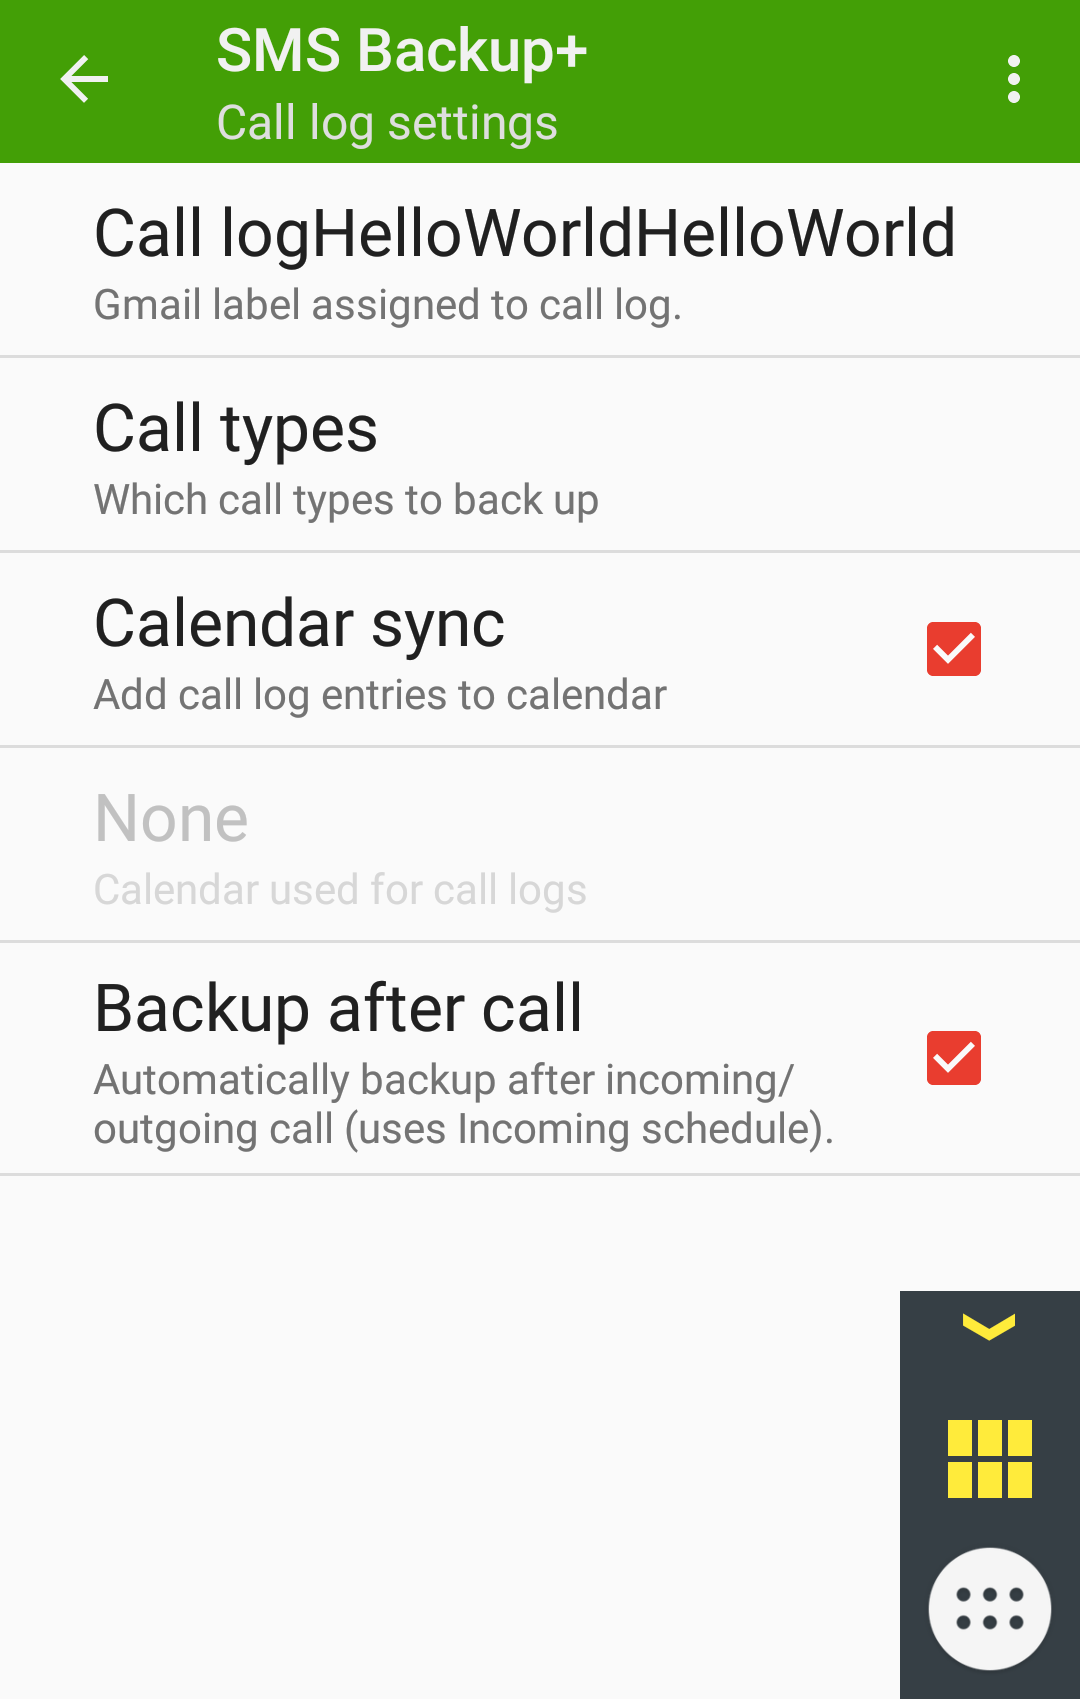 SMS Backup+
Call log settings
Call logHelloWorldHelloWorld
Gmail label assigned to call log.
Call types
Which call types to back up
Calendar sync
Add call log entries to calendar
None
Calendar used for call logs
Backup after call
Automatically backup after incoming/
outgoing call (uses Incoming schedule).